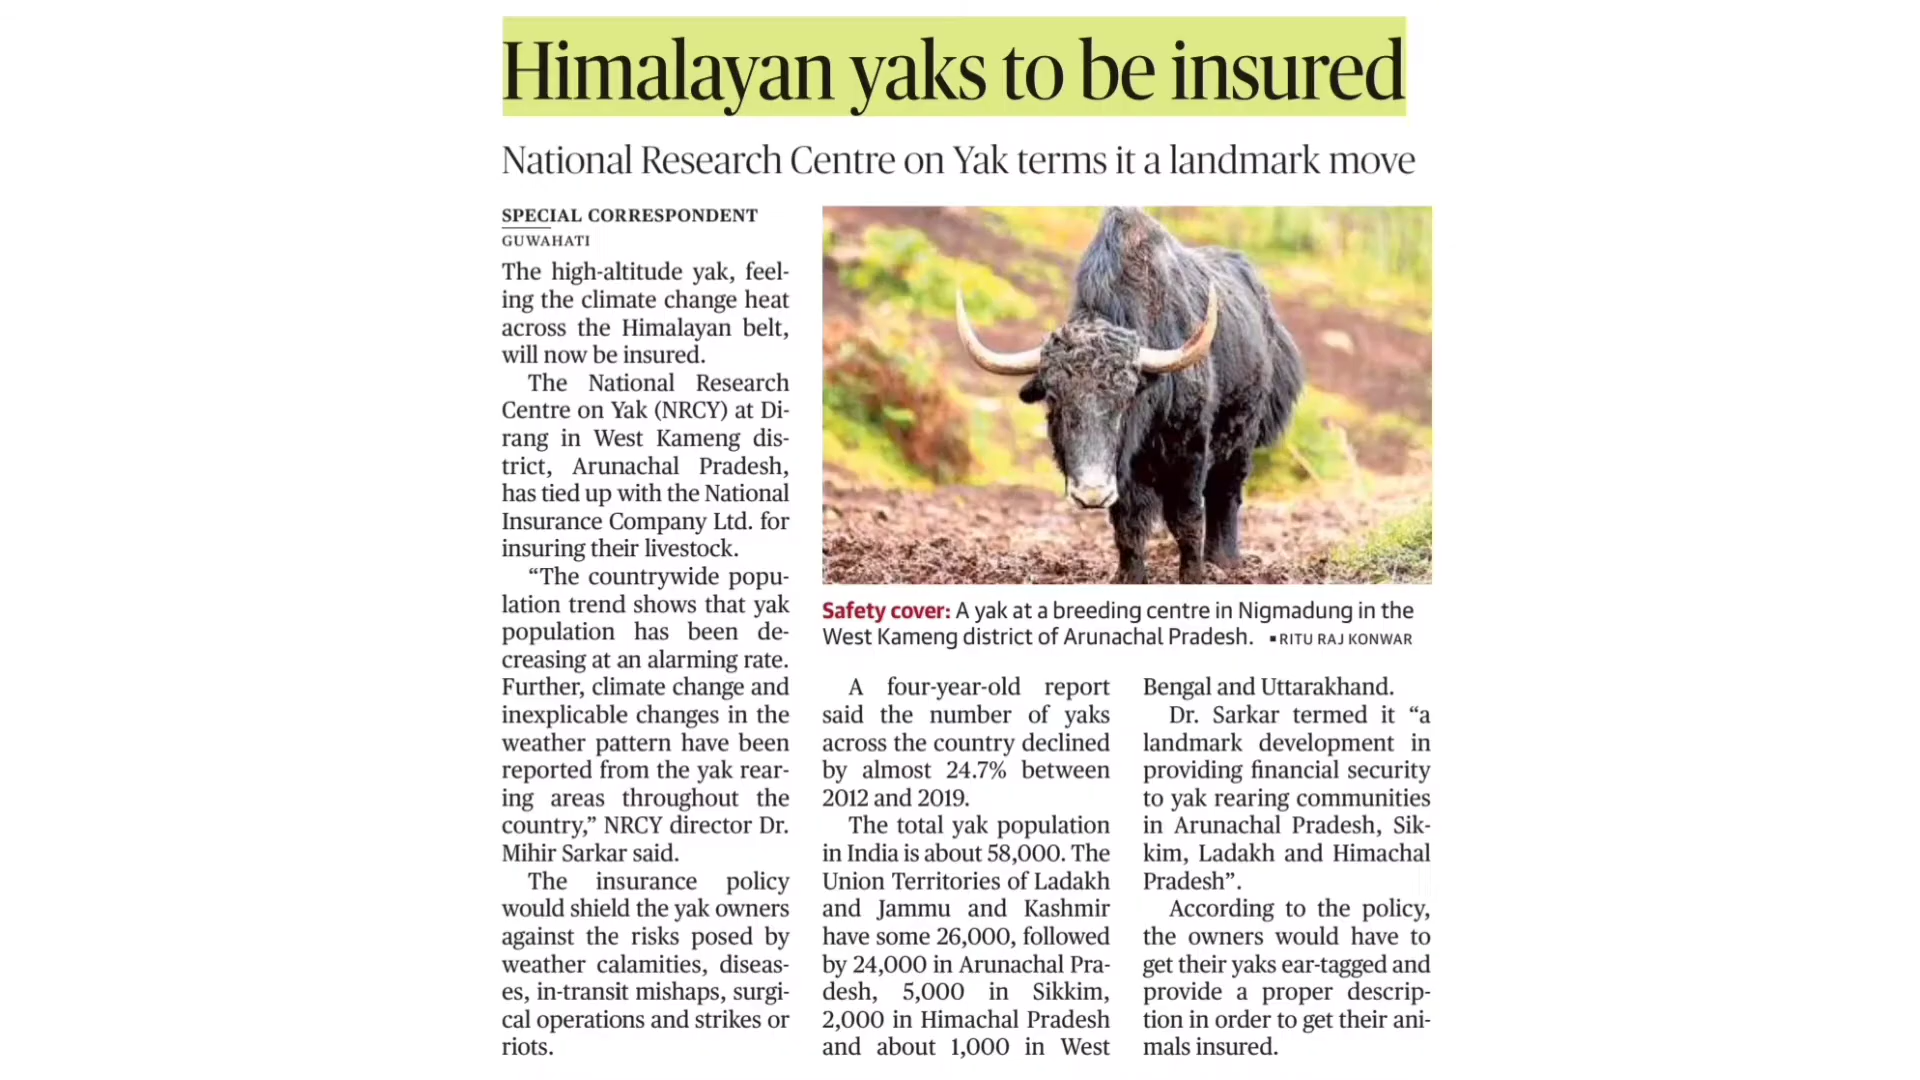 Himalayan yaks to be insured
National Research Centre on Yak terms it a landmark move
SPECIAL CORRESPONDENT
GUWAHATI
The high-altitude yak, feel-
ing the climate change heat
across the Himalayan belt,
will now be insured.
The National Research
Centre on Yak (NRCY) at Di-
rang in West Kameng dis-
trict, Arunachal Pradesh,
has tied up with the National
Insurance Company Ltd. for
insuring their livestock.
“The countrywide popu-
lation trend shows that yak
population has been de-
creasing at an alarming rate.
Further, climate change and
inexplicable changes in the
weather pattern have been
reported from the yak rear-
ing areas throughout the
country,” NRCY director Dr.
Mihir Sarkar said.
The insurance policy
would shield the yak owners
against the risks posed by
weather calamities, diseas-
es, in-transit mishaps, surgi-
cal operations and strikes or
riots.
Safety cover: A yak at a breeding centre in Nigmadung in the
West Kameng district of Arunachal Pradesh. ▪RITU RAJ KONWAR
A four-year-old report
said the number of yaks
across the country declined
by almost 24.7% between
2012 and 2019.
The total yak population
in India is about 58,000. The
Union Territories of Ladakh
and Jammu and Kashmir
have some 26,000, followed
by 24,000 in Arunachal Pra-
desh, 5,000 in Sikkim,
2,000 in Himachal Pradesh
and about 1,000 in West
Bengal and Uttarakhand.
Dr. Sarkar termed it “a
landmark development in
providing financial security
to yak rearing communities
in Arunachal Pradesh, Sik-
kim, Ladakh and Himachal
Pradesh”.
According to the policy,
the owners would have to
get their yaks ear-tagged and
provide a proper descrip-
tion in order to get their ani-
mals insured.